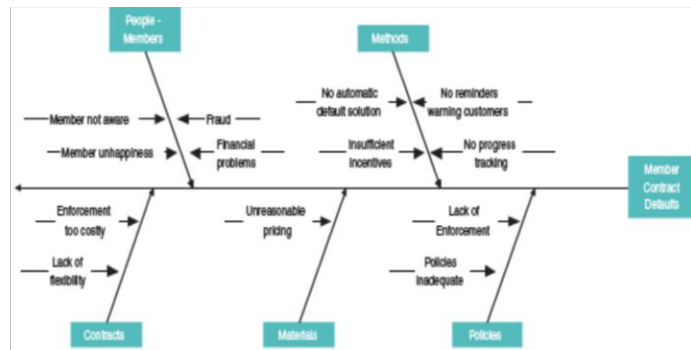 People -
Members
Methods
No automatic
default solution
No reminders
warning customers
Member not aware
Fraud
Member unhappiness
Financial
problems
Insufficient
Incentives
No progress
tracking
Member
Contract
Defaults
Enforcement
too costly
Unreasonable
pricing
Lack of
Enforcement
Lack of
flexibility
Policies
Inadequate
Contracts
Materials
Policies